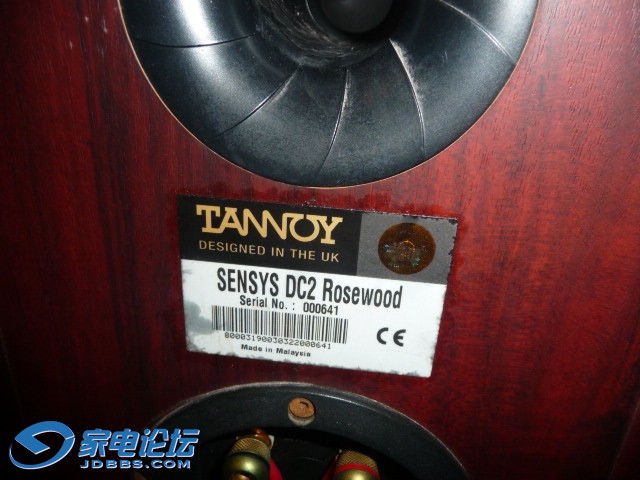 TANNOY
DESIGNED IN THE UK
SENSYS DC2 Rosewood
Serial No. : 000641
80003190030322000641
CE
Made in Malaysia
家电论坛
JDBBS.COM